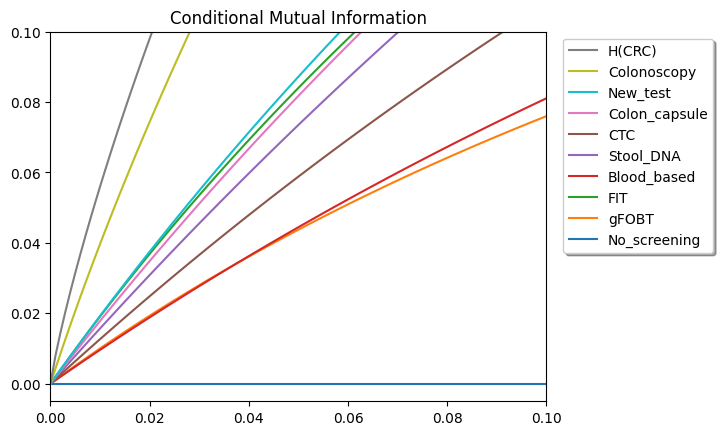 Conditional Mutual Information
0.10
0.08
0.06
0.04
0.02
0.00
0.00 0.02 0.04 0.06 0.08 0.10
H(CRC)
Colonoscopy
New_test
Colon_capsule
CTC
Stool_DNA
Blood_based
FIT
gFOBT
No_screening